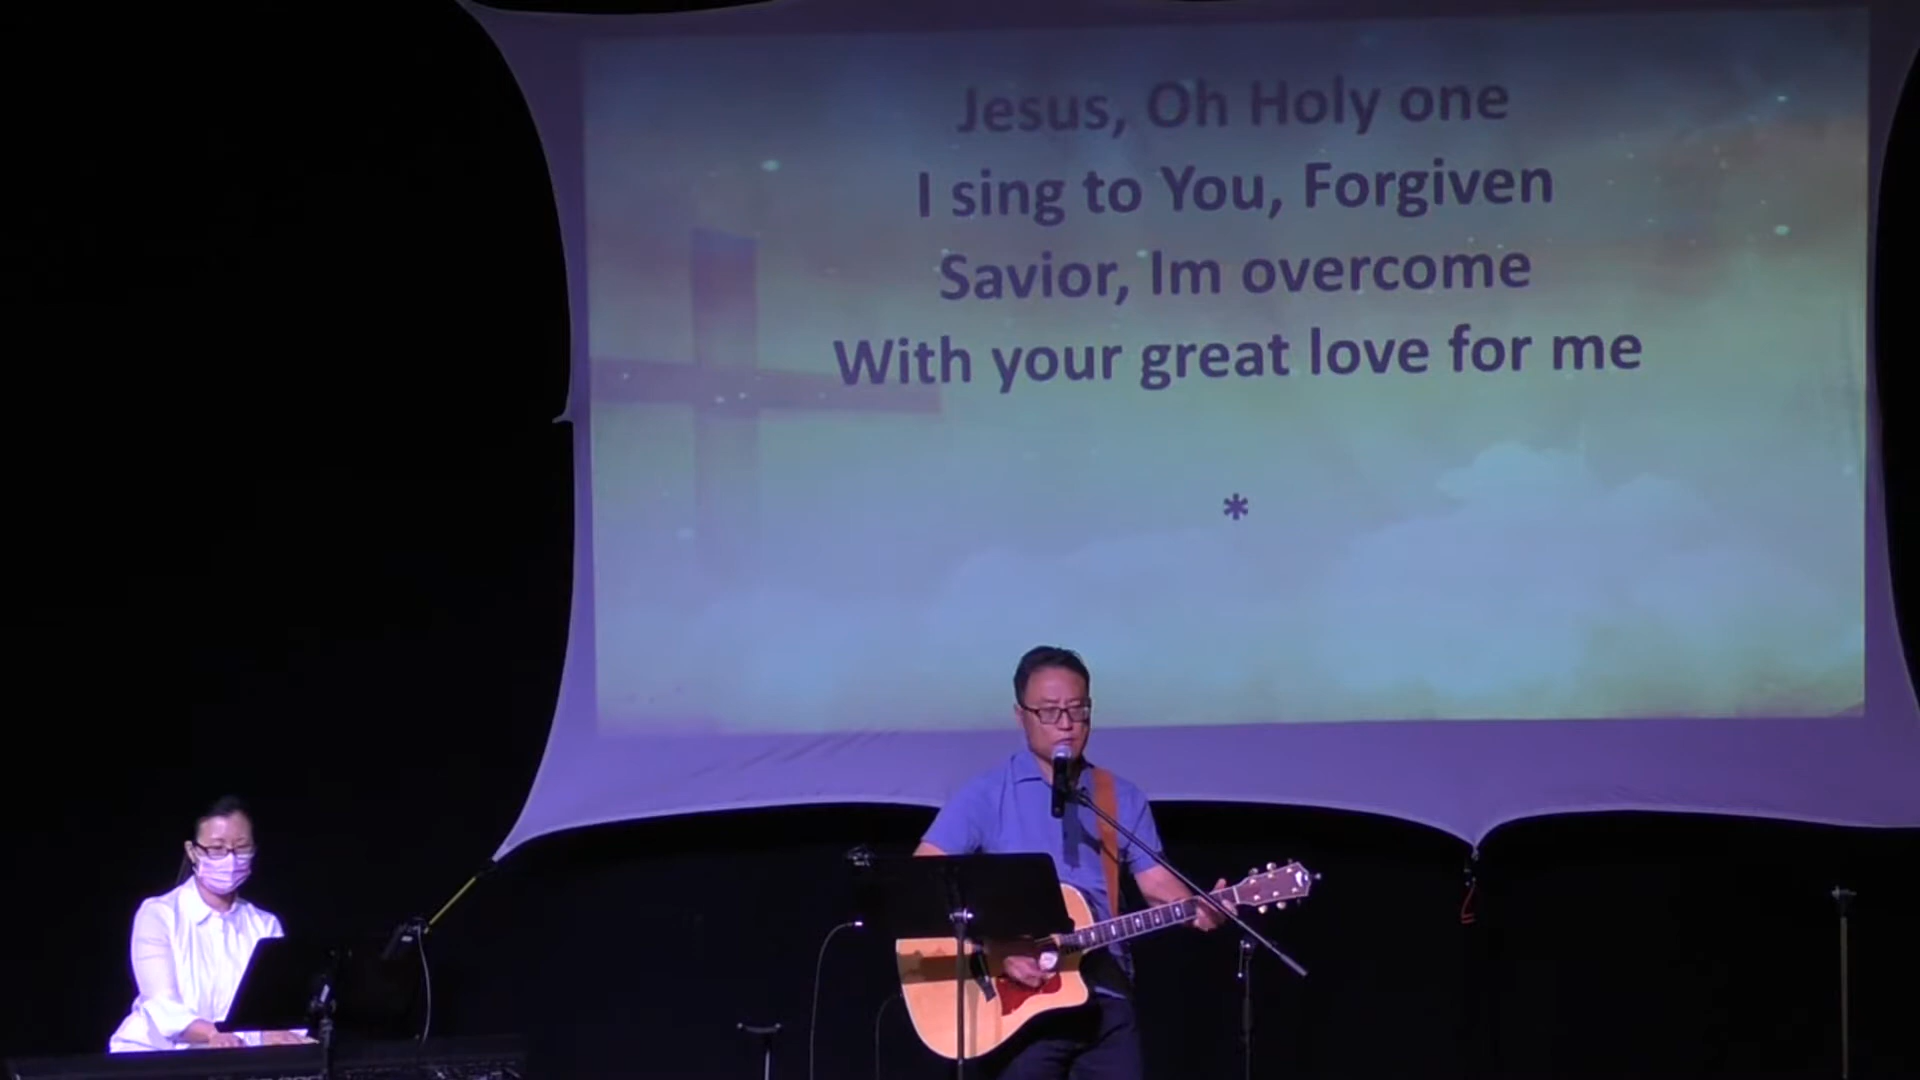 Jesus, Oh Holy one
I sing to You, Forgiven
Savior, Im overcome
With your great love for me
*